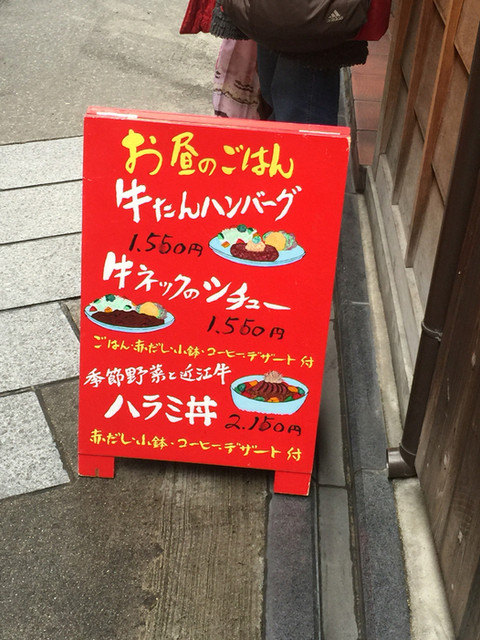 adidas
お昼のごはん
牛たんハンバーグ
1.550円
牛ネックのシチュー
1.550円
ごはん・赤だし・小鉢・コーヒー・デザート付
季節野菜と近江牛
ハラミ丼
2.150円
赤だし・小鉢・コーヒー・デザート付